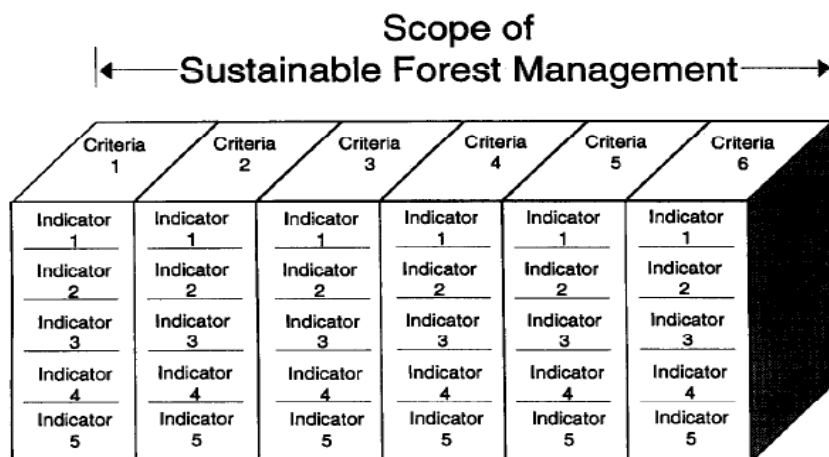 Scope of
Sustainable Forest Management
Criteria Criteria Criteria Criteria Criteria Criteria
1 2 3 4 5 6
Indicator Indicator Indicator Indicator Indicator Indicator
1 1 1 1 1 1
Indicator Indicator Indicator Indicator Indicator Indicator
2 2 2 2 2 2
Indicator Indicator Indicator Indicator Indicator Indicator
3 3 3 3 3 3
Indicator Indicator Indicator Indicator Indicator Indicator
4 4 4 4 4 4
Indicator Indicator Indicator Indicator Indicator Indicator
5 5 5 5 5 5